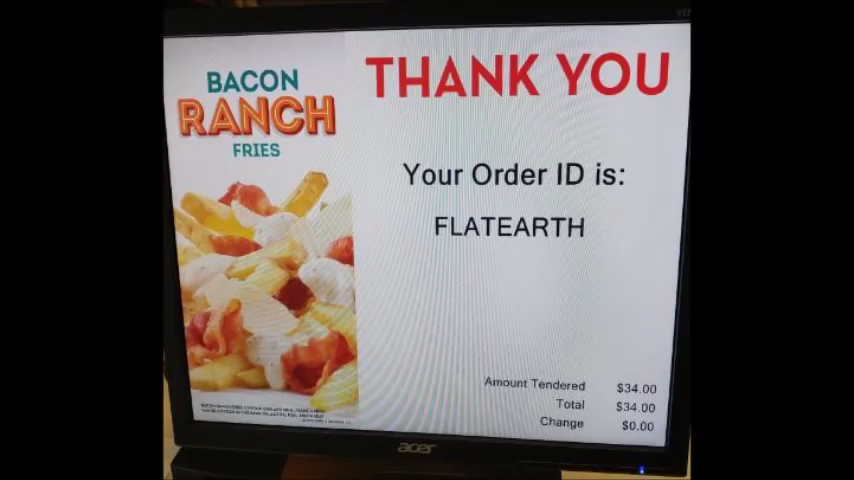 BACON
RANCH
FRIES
THANK YOU
Your Order ID is:
FLATEARTH
Amount Tendered $34.00
Total $34.00
Change $0.00
acer